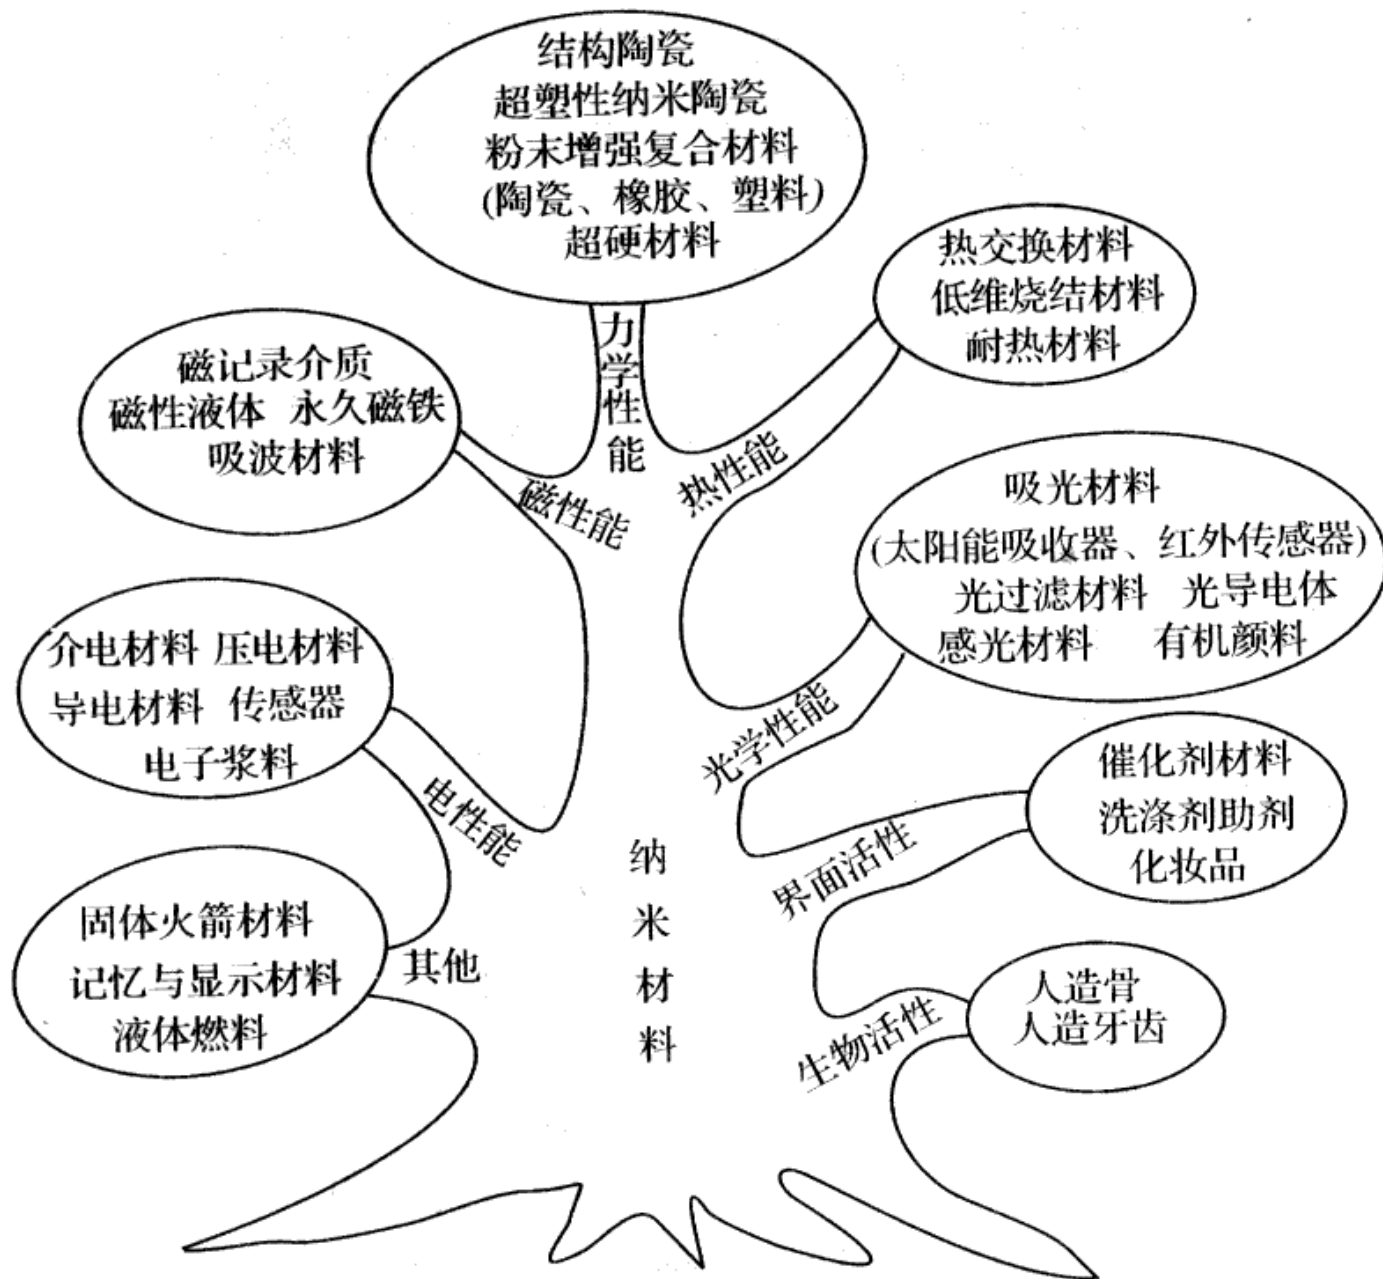 结构陶瓷
超塑性纳米陶瓷
粉末增强复合材料
(陶瓷、橡胶、塑料)
超硬材料
力学性能
热交换材料
低维烧结材料
耐热材料
热性能
磁记录介质
磁性液体 永久磁铁
吸波材料
磁性能
吸光材料
(太阳能吸收器、红外传感器)
光过滤材料 光导电体
感光材料 有机颜料
光学性能
介电材料 压电材料
导电材料 传感器
电子浆料
电性能
催化剂材料
洗涤剂助剂
化妆品
界面活性
固体火箭材料
记忆与显示材料
液体燃料
其他
人造骨
人造牙齿
生物活性
纳米材料